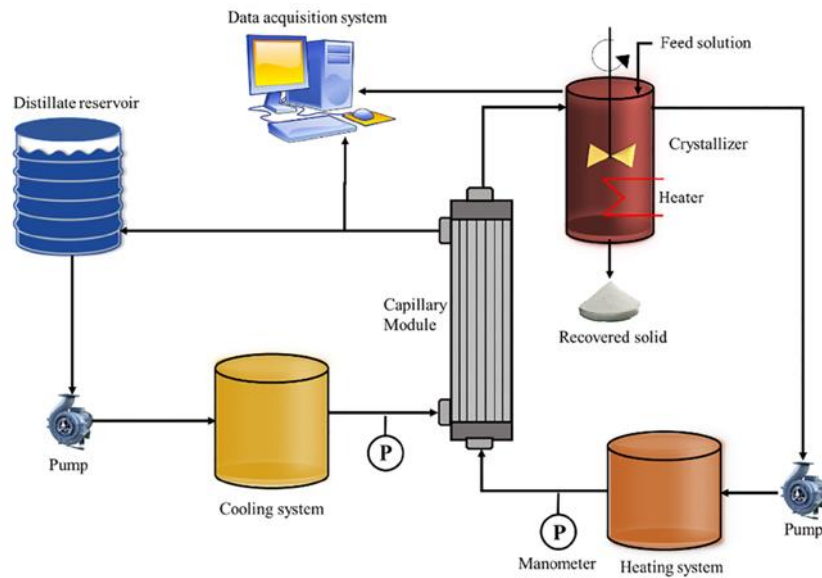 Data acquisition system
Feed solution
Distillate reservoir
Crystallizer
Heater
Capillary
Module
Recovered solid
P
Pump
Cooling system
P
Manometer
Heating system
Pump